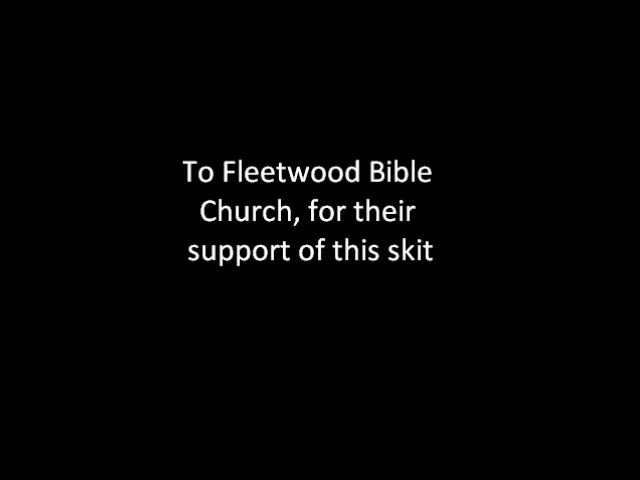 To Fleetwood Bible
Church, for their
support of this skit